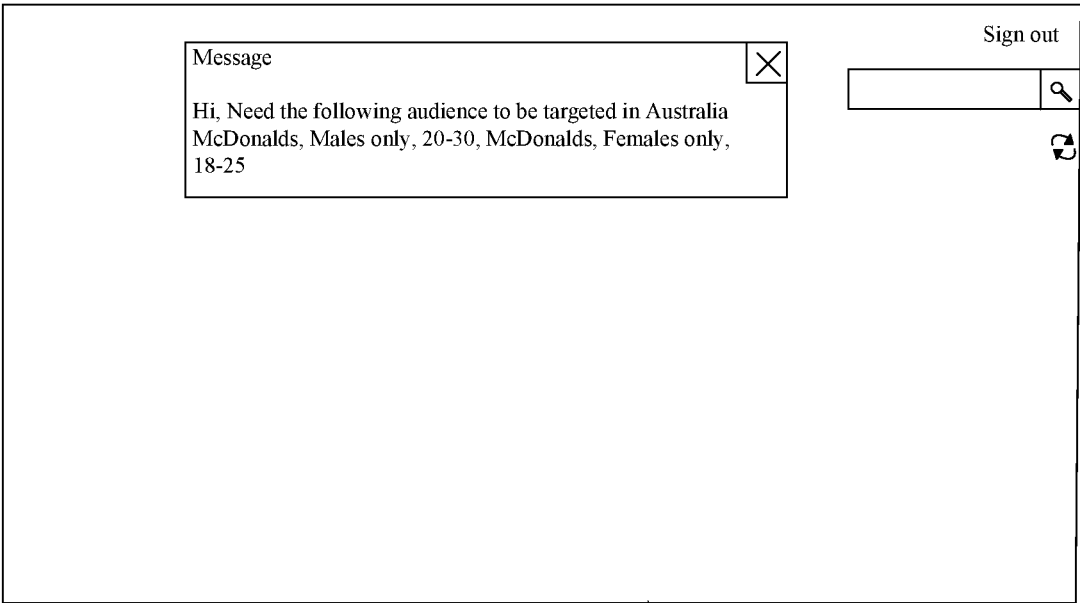 Sign out
Message
Hi, Need the following audience to be targeted in Australia
McDonalds, Males only, 20-30, McDonalds, Females only,
18-25